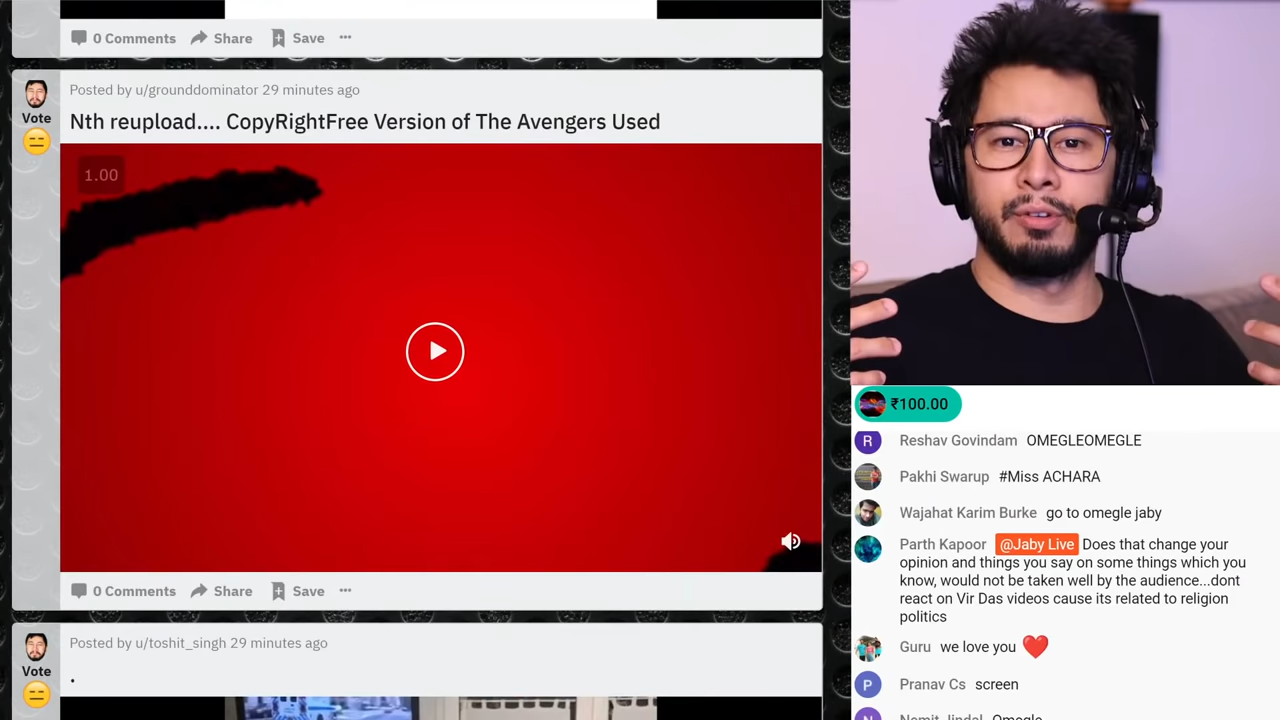 0 Comments Share Save ...
Posted by u/grounddominator 29 minutes ago
Vote
Nth reupload.... CopyRightFree Version of The Avengers Used
1.00
0 Comments Share Save ...
Posted by u/toshit_singh 29 minutes ago
Vote
.
₹100.00
R Reshav Govindam OMEGLEOMEGLE
Pakhi Swarup #Miss ACHARA
Wajahat Karim Burke go to omegle jaby
Parth Kapoor @Jaby Live Does that change your
opinion and things you say on some things which you
know, would not be taken well by the audience...dont
react on Vir Das videos cause its related to religion
politics
Guru we love you ❤️
P Pranav Cs screen
Nemit Jindal Omegle